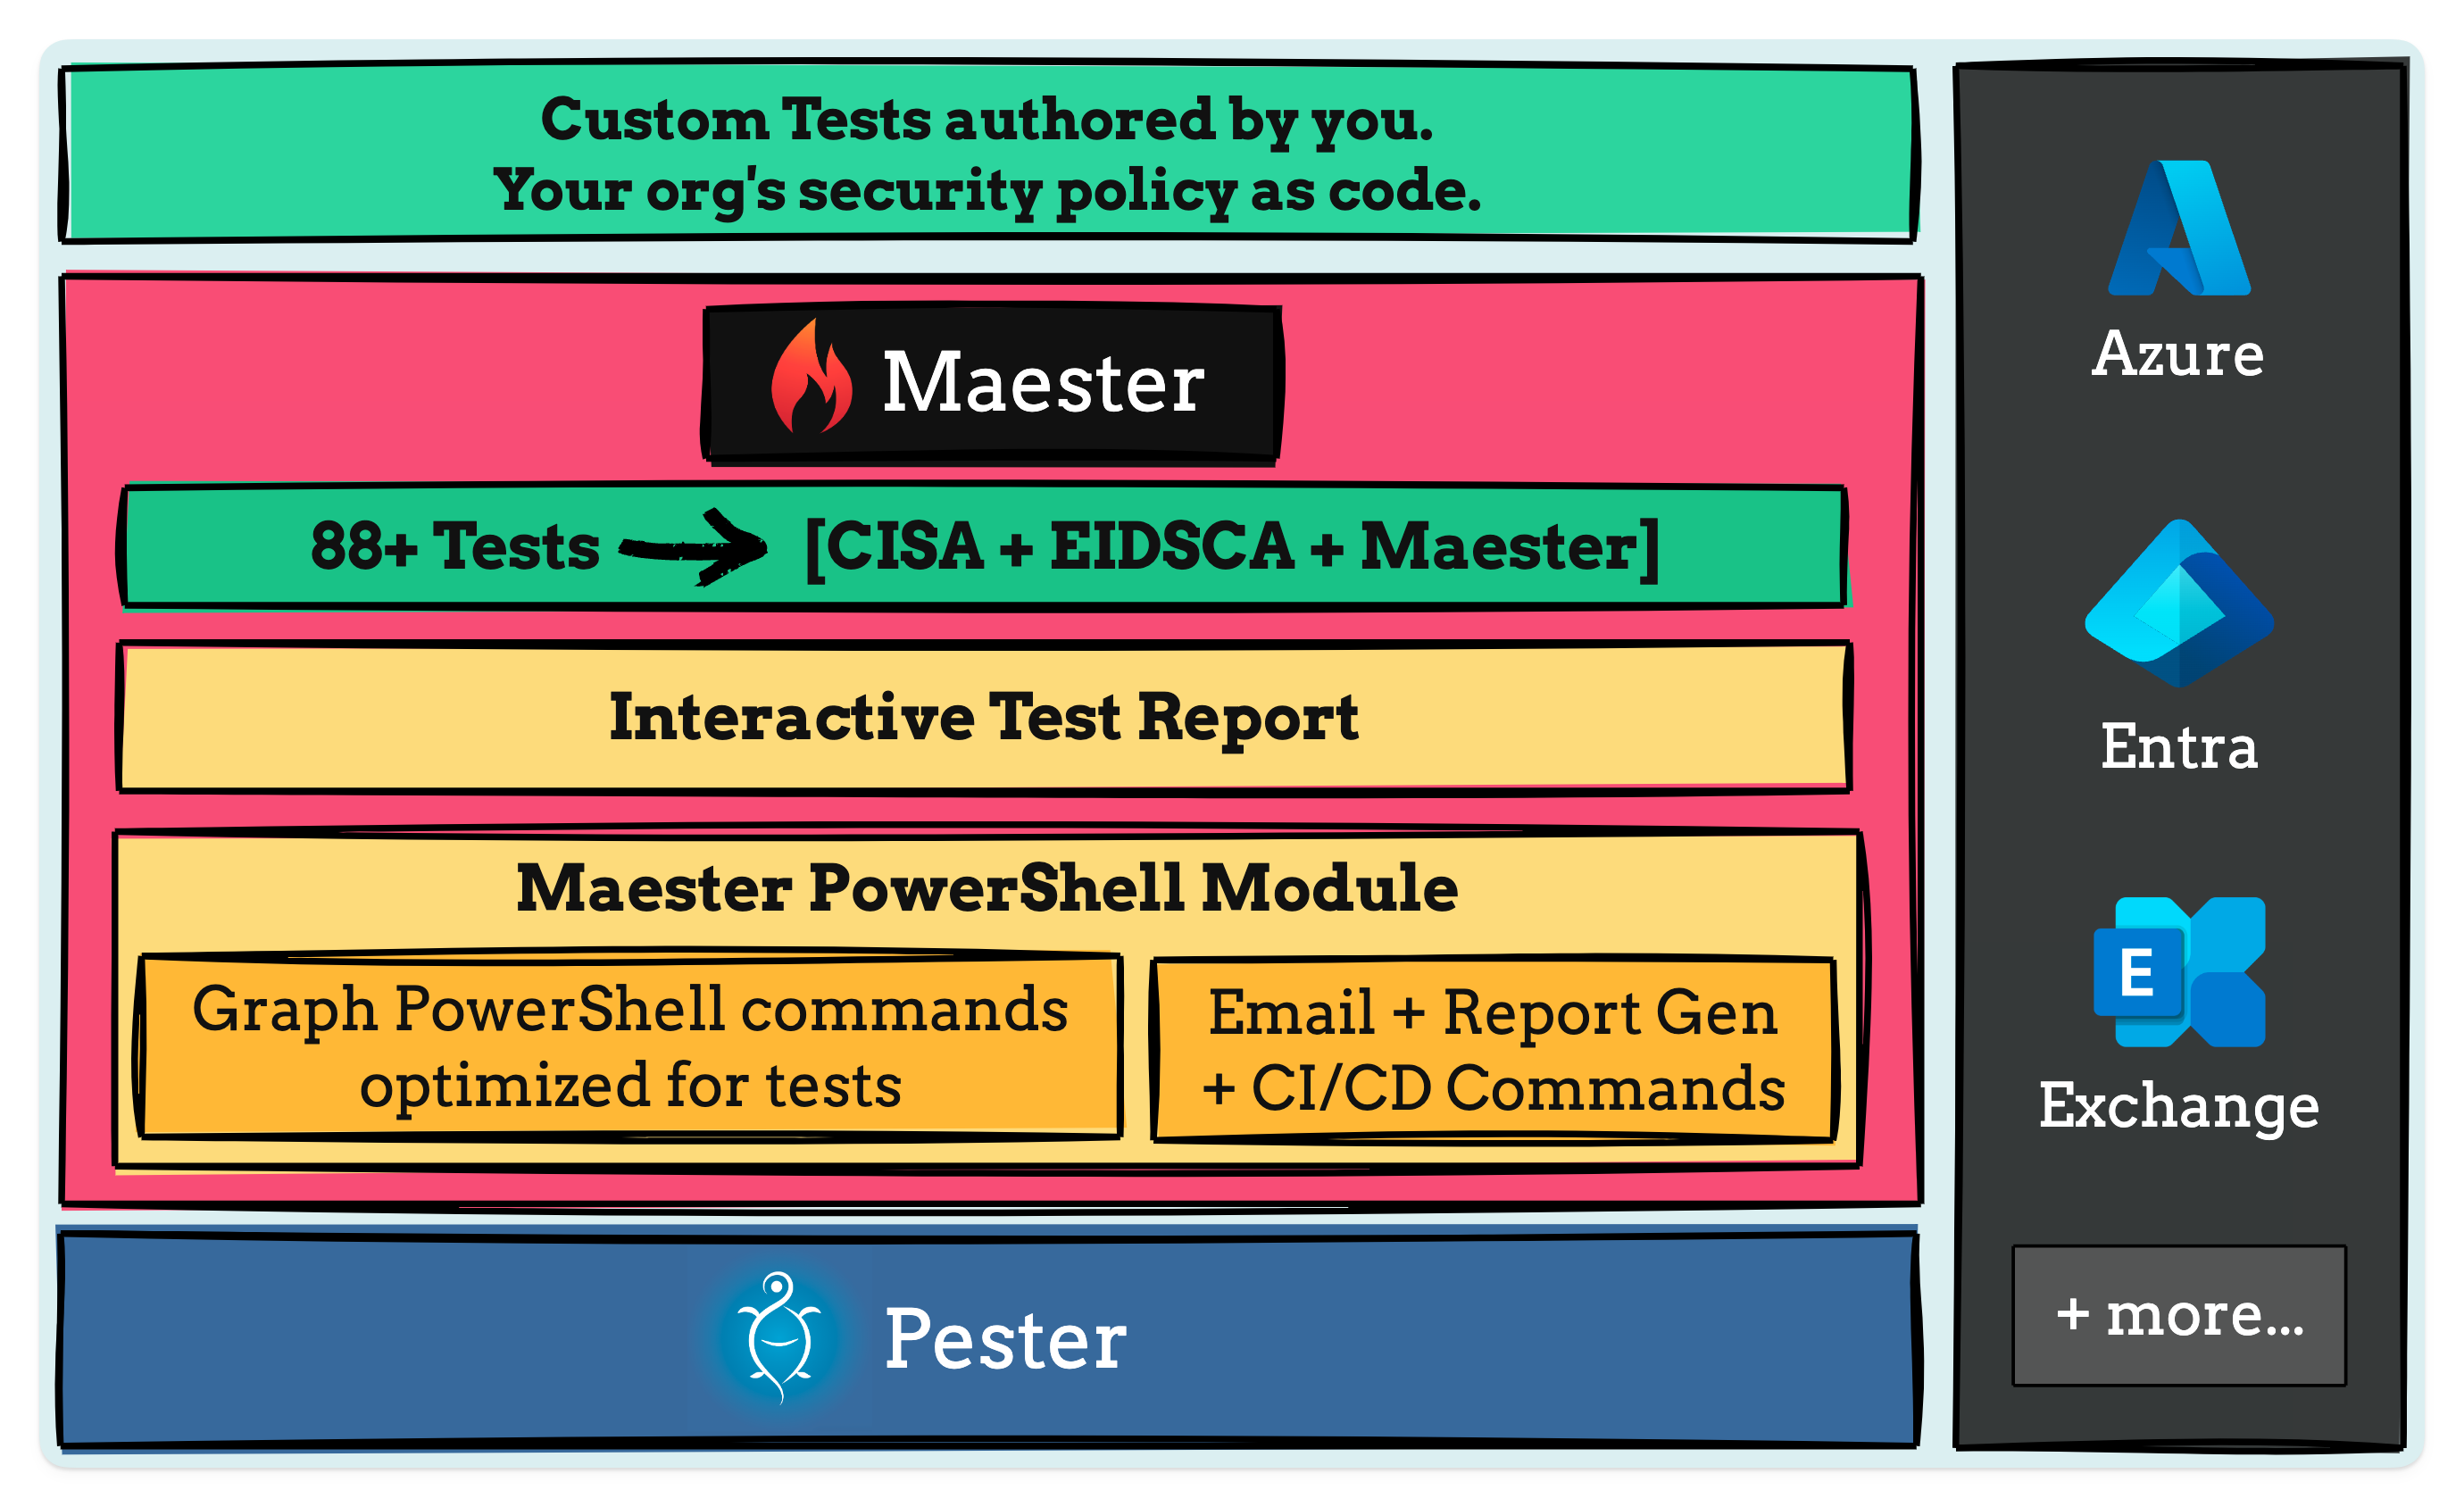 Custom Tests authored by you.
Your org's security policy as code.
Maester
88+ Tests [CISA + EIDSCA + Maester]
Interactive Test Report
Maester PowerShell Module
Graph PowerShell commands
optimized for tests
Email + Report Gen
+ CI/CD Commands
Pester
Azure
Entra
E
Exchange
+ more...